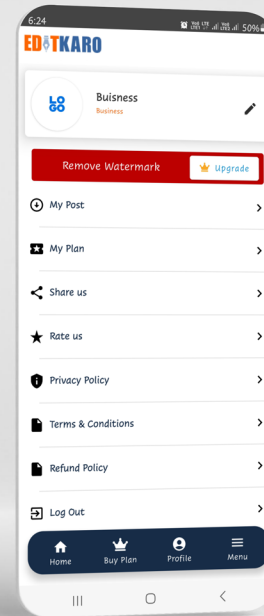 6:24
50%
EDITKARO
LOGO
Buisness
Business
Remove Watermark
Upgrade
My Post
My Plan
Share us
Rate us
Privacy Policy
Terms & Conditions
Refund Policy
Log Out
Home
Buy Plan
Profile
Menu